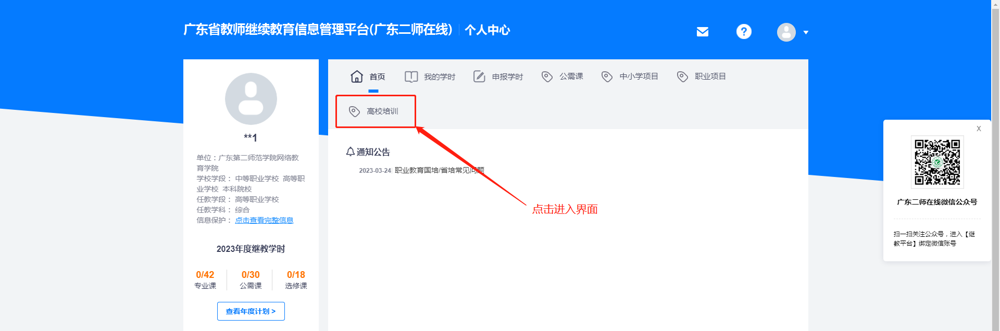 广东省教师继续教育信息管理平台(广东二师在线) 个人中心
?
首页 我的学时 申报学时 公需课 中小学项目 职业项目
高校培训
**1
单位：广东第二师范学院网络教
育学院
学校学段： 中等职业学校 高等职
业学校 本科院校
任教学段： 高等职业学校
任教学科： 综合
信息保护： 点击查看完整信息
2023年度继教学时
0/42 0/30 0/18
专业课 公需课 选修课
查看年度计划 >
通知公告
2023-03-24 职业教育国培/省培常见问题
点击进入界面
X
广东二师在线微信公众号
扫一扫关注公众号，进入【继
教平台】绑定微信账号